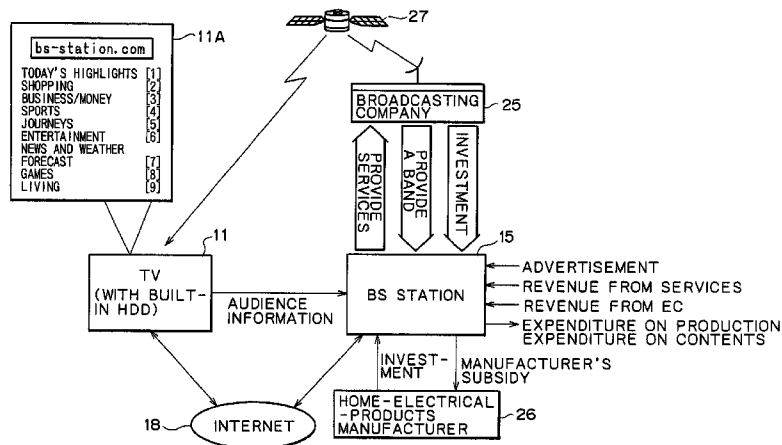 11A
27
bs-station.com
TODAY'S HIGHLIGHTS [1]
SHOPPING [2]
BUSINESS/MONEY [3]
SPORTS [4]
JOURNEYS [5]
ENTERTAINMENT [6]
NEWS AND WEATHER
FORECAST [7]
GAMES [8]
LIVING [9]
BROADCASTING
COMPANY
25
PROVIDE
SERVICES
PROVIDE
A BAND
INVESTMENT
11
TV
(WITH BUILT-
IN HDD)
AUDIENCE
INFORMATION
15
BS STATION
ADVERTISEMENT
REVENUE FROM SERVICES
REVENUE FROM EC
EXPENDITURE ON PRODUCTION
EXPENDITURE ON CONTENTS
INVEST-
MENT
MANUFACTURER'S
SUBSIDY
18
INTERNET
HOME-ELECTRICAL
-PRODUCTS
MANUFACTURER
26